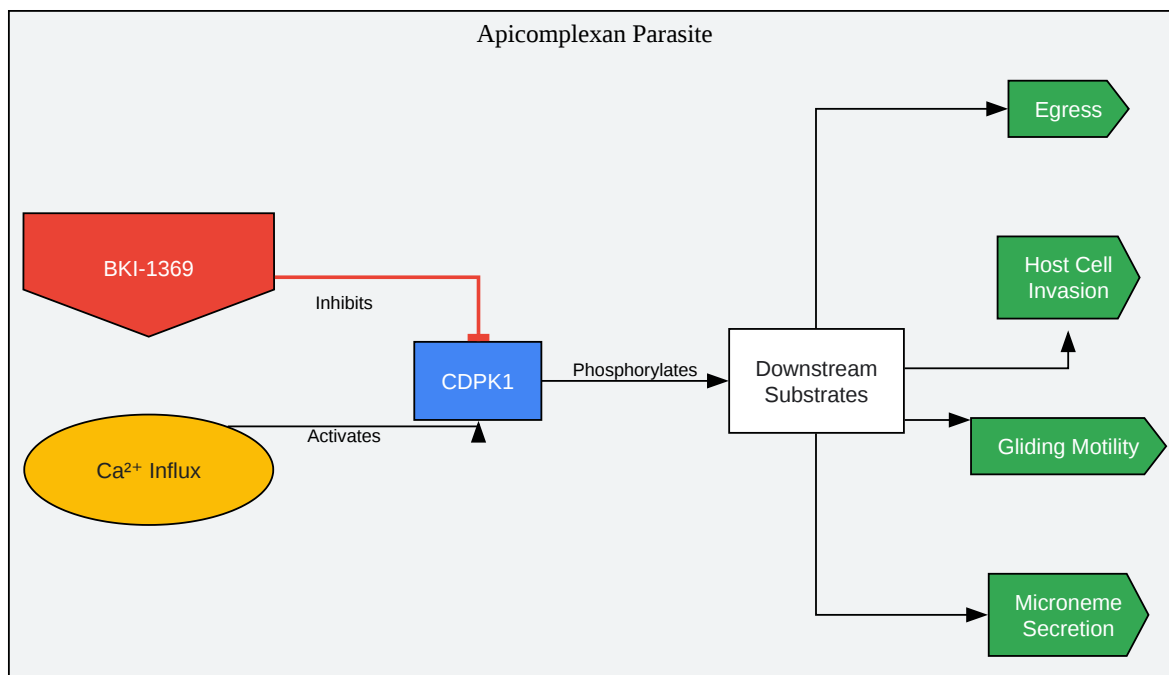 Apicomplexan Parasite
Egress
BKI-1369
Inhibits
Host Cell
Invasion
CDPK1
Phosphorylates
Downstream
Substrates
Ca²⁺ Influx
Activates
Gliding Motility
Microneme
Secretion